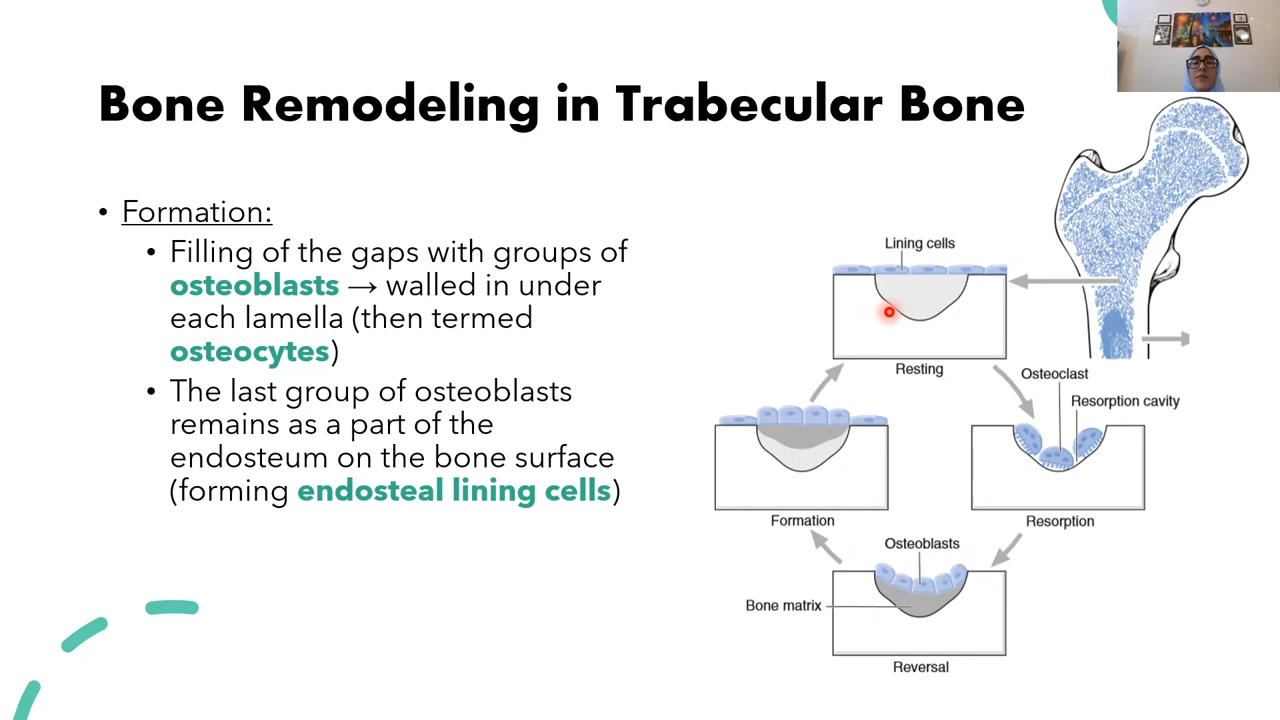 Bone Remodeling in Trabecular Bone
• Formation:
• Filling of the gaps with groups of
osteoblasts → walled in under
each lamella (then termed
osteocytes)
• The last group of osteoblasts
remains as a part of the
endosteum on the bone surface
(forming endosteal lining cells)
Lining cells
Resting
Osteoclast
Resorption cavity
Resorption
Formation
Osteoblasts
Bone matrix
Reversal